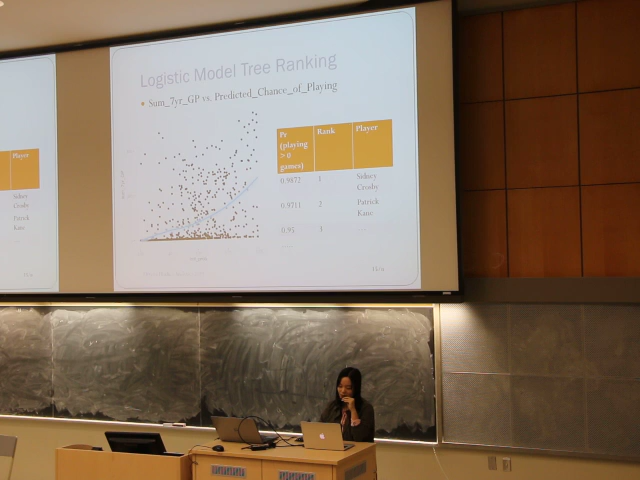 Logistic Model Tree Ranking
Sum_7yr_GP vs. Predicted_Chance_of_Playing
Pr (playing > 0 games) Rank Player
0.9872 1 Sidney Crosby
0.9711 2 Patrick Kane
0.95 3 ......
......
Player
Sidney Crosby
Patrick Kane